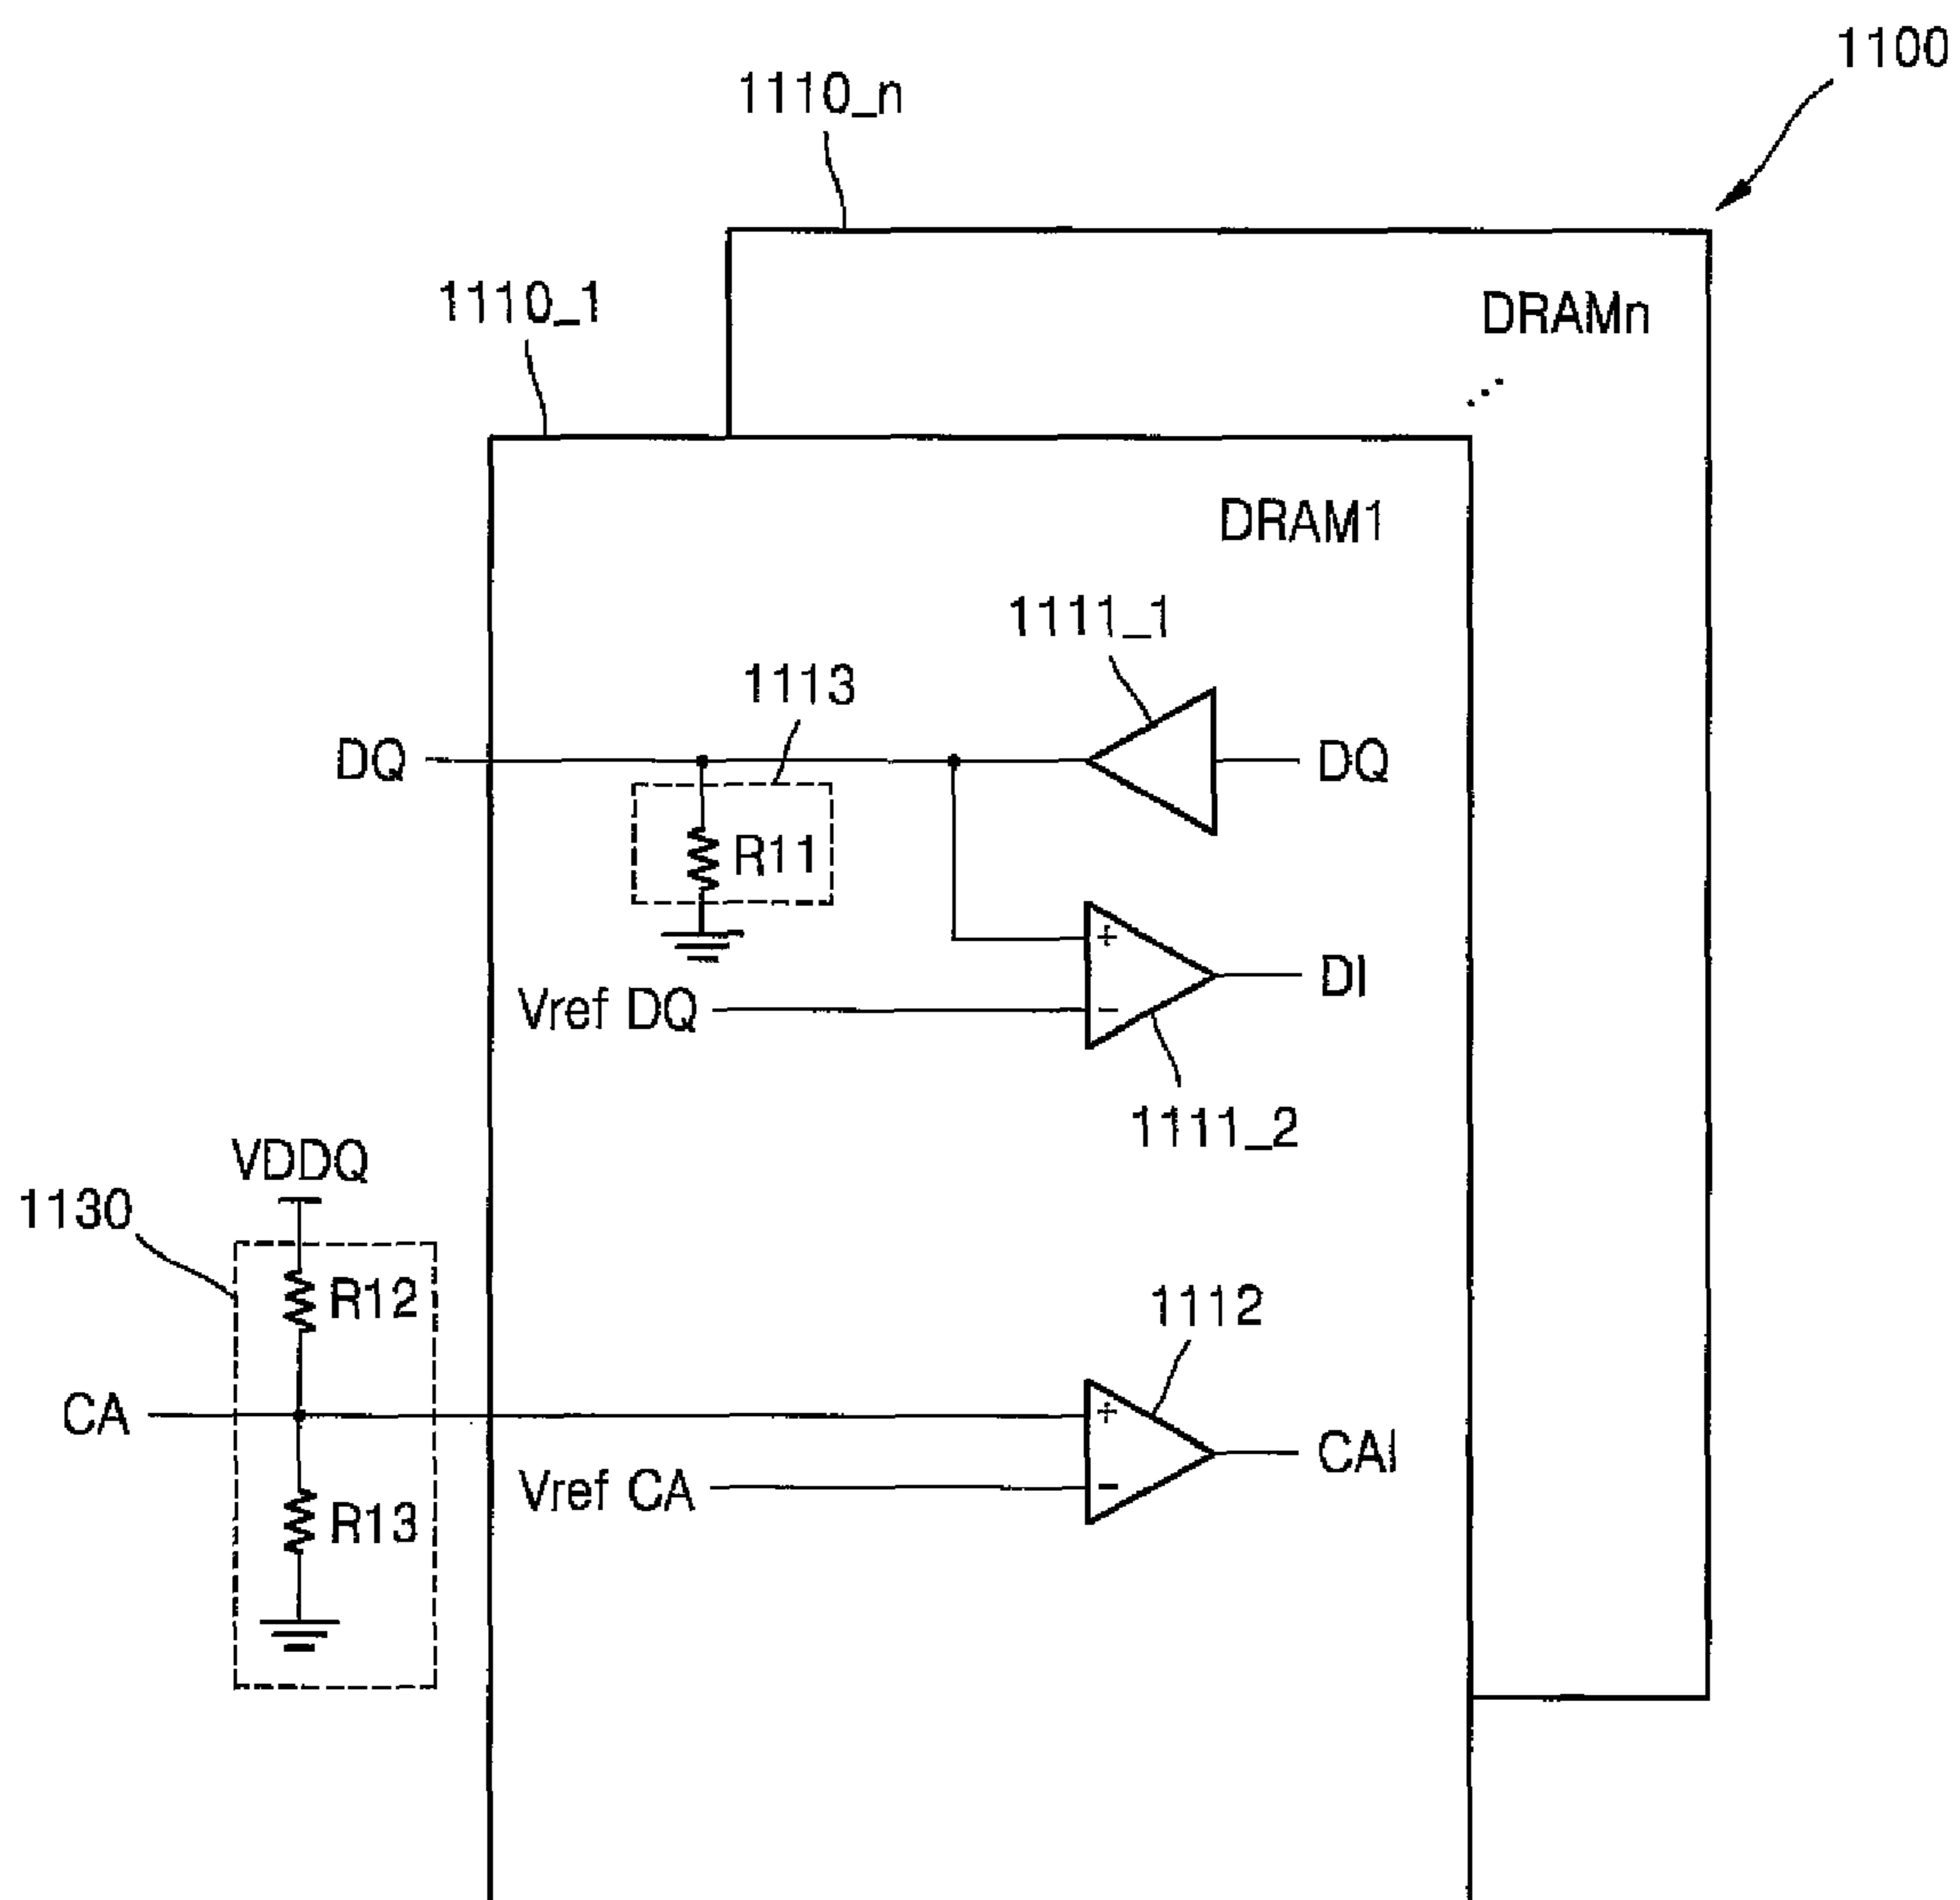 1100
1110_n
1110_1
DRAMn
DRAM1
1111_1
1113
DQ
DQ
R11
+
DI
Vref DQ
-
1111_2
VDDQ
1130
R12
1112
CA
+
CAI
Vref CA
-
R13